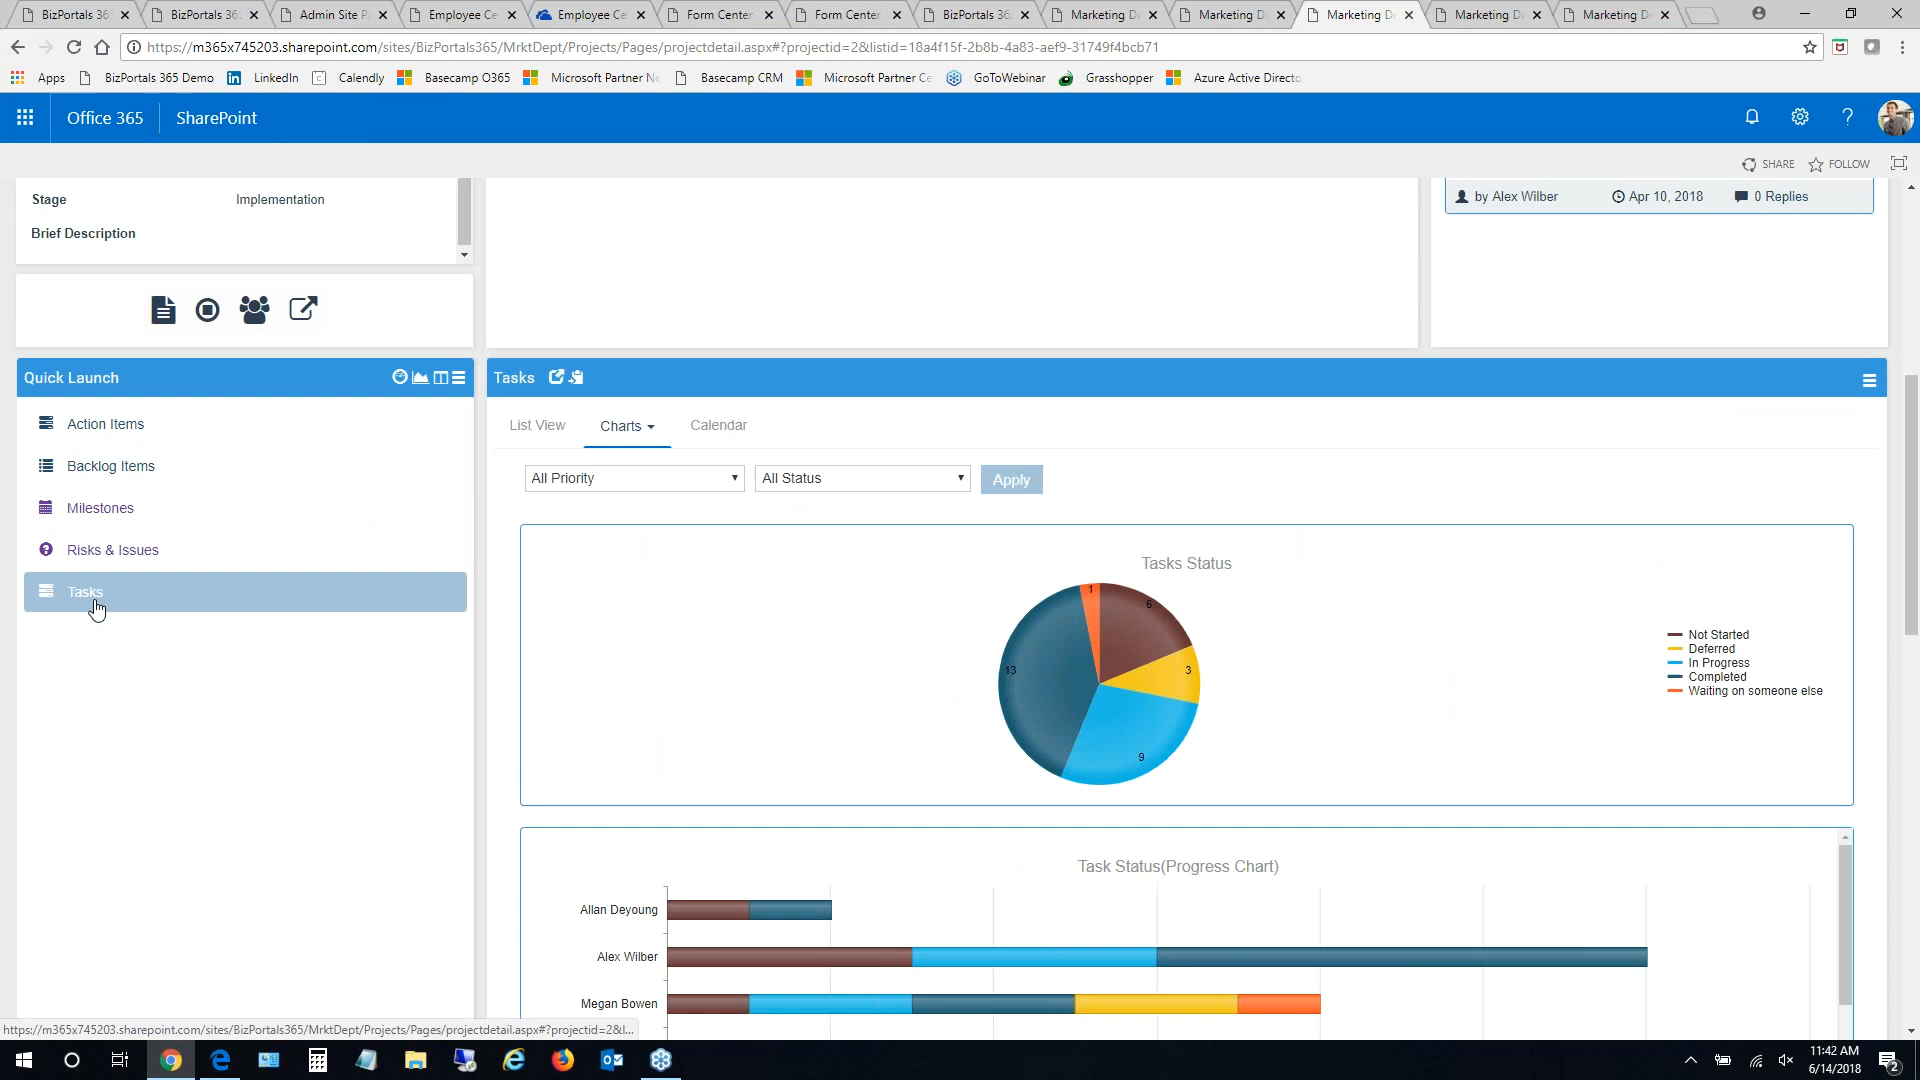 BizPortals 36
BizPortals 36
Admin Site P
Employee Ce
Employee Ce
Form Center
Form Center
BizPortals 36
Marketing D
Marketing D
Marketing D
Marketing D
Marketing D
https://m365x745203.sharepoint.com/sites/BizPortals365/MrktDept/Projects/Pages/projectdetail.aspx#?projectid=2&listid=18a4f15f-2b8b-4a83-aef9-31749f4bcb71
Apps
BizPortals 365 Demo
LinkedIn
Calendly
Basecamp O365
Microsoft Partner Ne
Basecamp CRM
Microsoft Partner Ce
GoToWebinar
Grasshopper
Azure Active Directo
Office 365
SharePoint
SHARE
FOLLOW
Stage Implementation
Brief Description
by Alex Wilber Apr 10, 2018 0 Replies
Quick Launch
Action Items
Backlog Items
Milestones
Risks & Issues
Tasks
Tasks
List View Charts Calendar
All Priority All Status Apply
Tasks Status
1
6
3
13
9
Not Started
Deferred
In Progress
Completed
Waiting on someone else
Task Status(Progress Chart)
Allan Deyoung
Alex Wilber
Megan Bowen
https://m365x745203.sharepoint.com/sites/BizPortals365/MrktDept/Projects/Pages/projectdetail.aspx#?projectid=2&l...
11:42 AM
6/14/2018
2